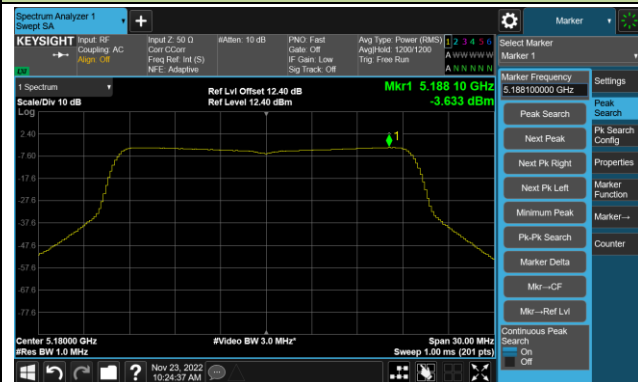 Spectrum Analyzer 1
Swept SA
Marker
KEYSIGHT
Input: RF
Coupling: AC
Align: Off
Input Z: 50 Ω
Corr CCorr
Freq Ref: Int (S)
NFE: Adaptive
#Atten: 10 dB
PNO: Fast
Gate: Off
IF Gain: Low
Sig Track: Off
Avg Type: Power (RMS)
Avg|Hold: 1200/1200
Trig: Free Run
1 2 3 4 5 6
A W W W W W
A N N N N N
Select Marker
Marker 1
1 Spectrum
Scale/Div 10 dB
Log
Ref Lvl Offset 12.40 dB
Ref Level 12.40 dBm
Mkr1 5.188 10 GHz
-3.633 dBm
Marker Frequency
5.188100000 GHz
Settings
Peak Search
Next Peak
Next Pk Right
Next Pk Left
Minimum Peak
Pk-Pk Search
Marker Delta
Mkr→CF
Mkr→Ref Lvl
Continuous Peak
Search
On
Off
Peak
Search
Pk Search
Config
Properties
Marker
Function
Marker→
Counter
1
2.40
-7.60
-17.6
-27.6
-37.6
-47.6
-57.6
-67.6
-77.6
Center 5.18000 GHz
#Res BW 1.0 MHz
#Video BW 3.0 MHz*
Span 30.00 MHz
Sweep 1.00 ms (201 pts)
?
Nov 23, 2022
10:24:37 AM